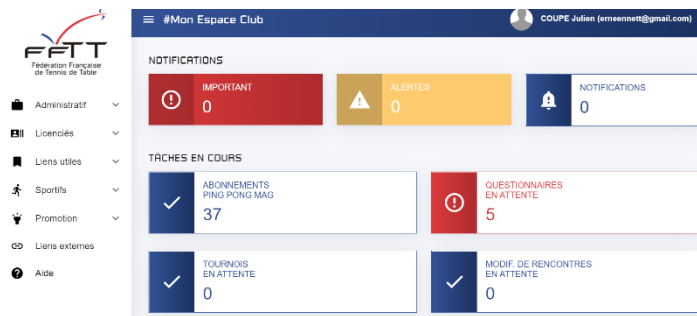 FFTT
Fédération Française
de Tennis de Table
Administratif
Licenciés
Liens utiles
Sportifs
Promotion
Liens externes
Aide
#Mon Espace Club
COUPE Julien (erneennett@gmail.com)
NOTIFICATIONS
IMPORTANT
0
ALERTES
0
NOTIFICATIONS
0
TÂCHES EN COURS
ABONNEMENTS
PING PONG MAG
37
QUESTIONNAIRES
EN ATTENTE
5
TOURNOIS
EN ATTENTE
0
MODIF. DE RENCONTRES
EN ATTENTE
0